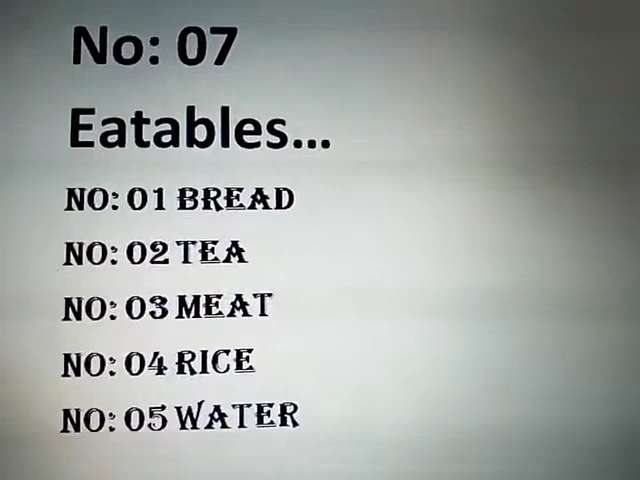 No: 07
Eatables...
NO: 01 BREAD
NO: 02 TEA
NO: 03 MEAT
NO: 04 RICE
NO: 05 WATER